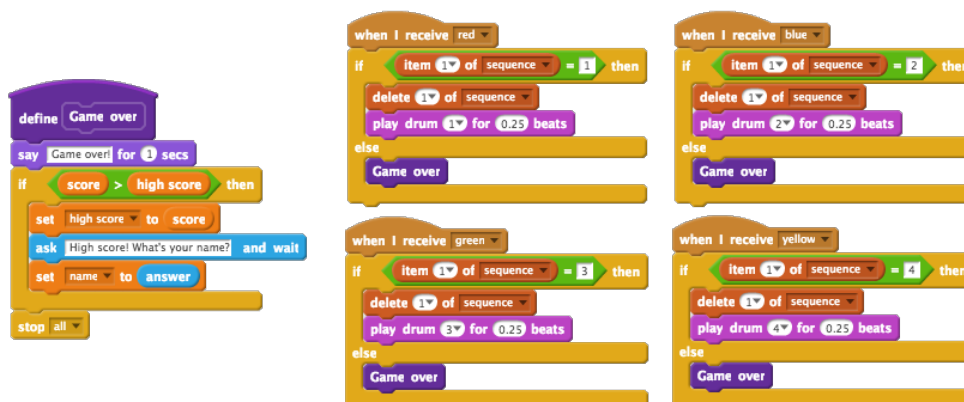 define Game over
say Game over! for 1 secs
if score > high score then
set high score to score
ask High score! What's your name? and wait
set name to answer
stop all
when I receive red
if item 1 of sequence = 1 then
delete 1 of sequence
play drum 1 for 0.25 beats
else
Game over
when I receive blue
if item 1 of sequence = 2 then
delete 1 of sequence
play drum 2 for 0.25 beats
else
Game over
when I receive green
if item 1 of sequence = 3 then
delete 1 of sequence
play drum 3 for 0.25 beats
else
Game over
when I receive yellow
if item 1 of sequence = 4 then
delete 1 of sequence
play drum 4 for 0.25 beats
else
Game over